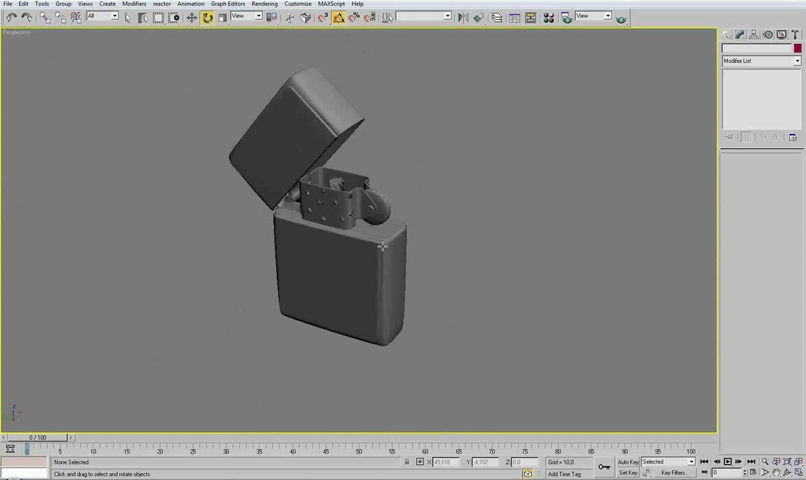 File Edit Tools Group Views Create Modifiers reactor Animation Graph Editors Rendering Customize MAXScript Help
All View View
Perspective
Modifier List
0 / 100
0 5 10 15 20 25 30 35 40 45 50 55 60 65 70 75 80 85 90 95 100
None Selected X: Y: Z: 0,0 Grid = 10,0 Auto Key Selected
Click and drag to select and rotate objects Add Time Tag Set Key Key Filters... 0